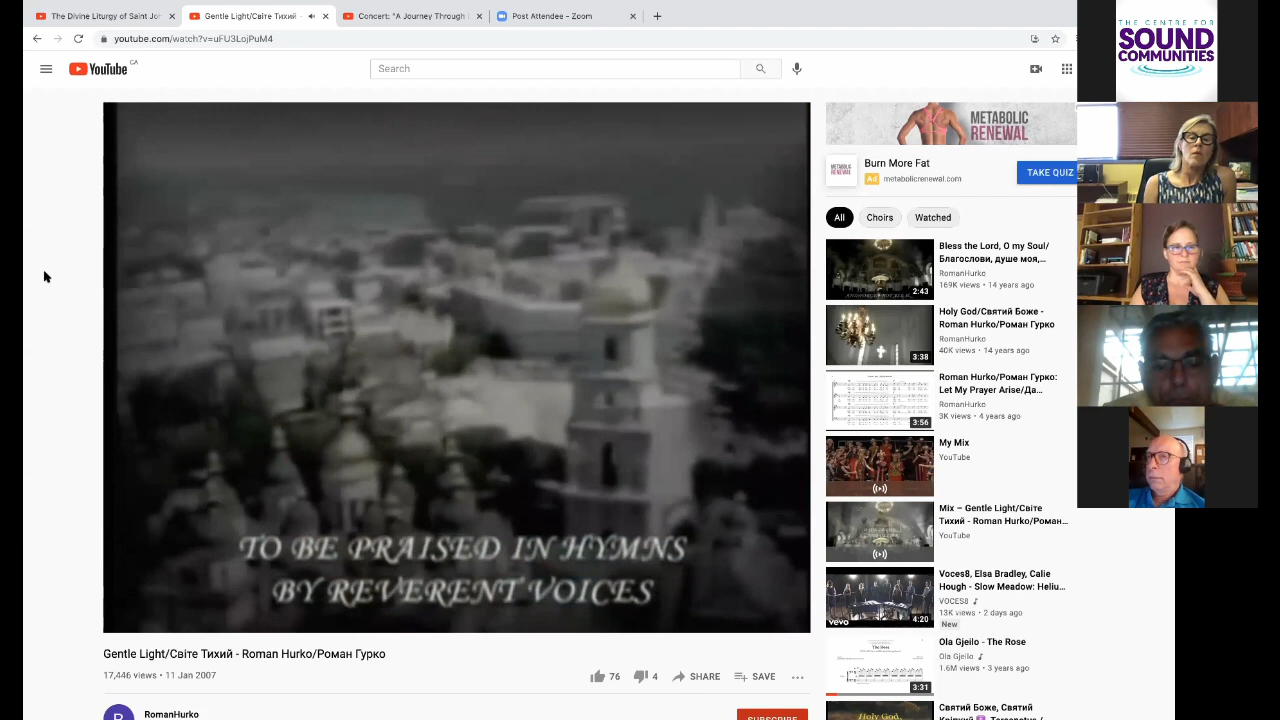 The Divine Liturgy of Saint Jo
Gentle Light/Світе Тихий -
Concert: "A Journey Through
Post Attendee - Zoom
youtube.com/watch?v=uFU3LojPuM4
YouTube CA
Search
THE CENTRE FOR
SOUND
COMMUNITIES
METABOLIC
RENEWAL
METABOLIC
RENEWAL
Burn More Fat
Ad metabolicrenewal.com
TAKE QUIZ
All Choirs Watched
Bless the Lord, O my Soul/
Благослови, душе моя,...
RomanHurko
169K views • 14 years ago
2:43
Holy God/Святий Боже -
Roman Hurko/Роман Гурко
RomanHurko
40K views • 14 years ago
3:38
Roman Hurko/Роман Гурко:
Let My Prayer Arise/Да...
RomanHurko
3K views • 4 years ago
3:56
My Mix
YouTube
Mix – Gentle Light/Світе
Тихий - Roman Hurko/Роман...
YouTube
Voces8, Elsa Bradley, Calie
Hough - Slow Meadow: Heliu...
VOCES8
13K views • 2 days ago
New
vevo
4:20
Ola Gjeilo - The Rose
Ola Gjeilo
1.6M views • 3 years ago
The Rose
3:31
Святий Боже, Святий
Holy God,
TO BE PRAISED IN HYMNS
BY REVERENT VOICES
Gentle Light/Світе Тихий - Roman Hurko/Роман Гурко
17,446 views • 11 Jan 2007
SHARE
SAVE
RomanHurko
SUBSCRIBE